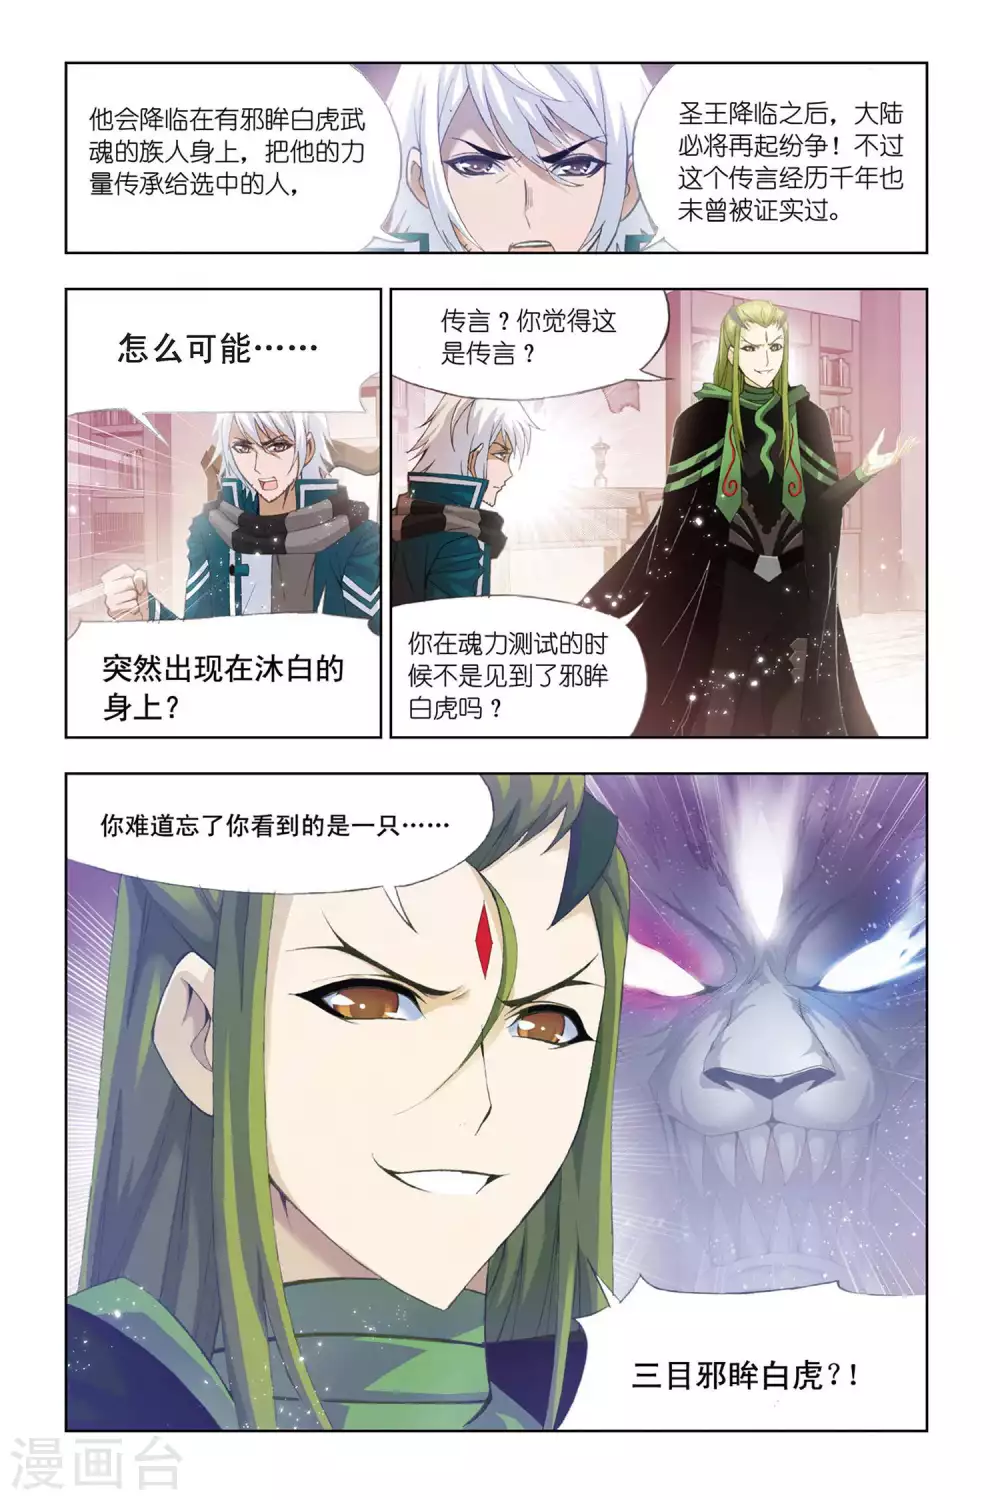 他会降临在有邪眸白虎武
魂的族人身上，把他的力
量传承给选中的人，
圣王降临之后，大陆
必将再起纷争！不过
这个传言经历千年也
未曾被证实过。
怎么可能……
突然出现在沐白的
身上？
传言？你觉得这
是传言？
你在魂力测试的时
候不是见到了邪眸
白虎吗？
你难道忘了你看到的是一只……
三目邪眸白虎？！
漫画台